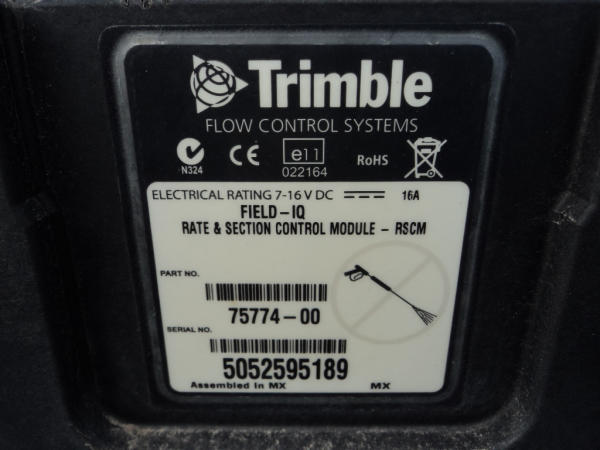 Trimble
FLOW CONTROL SYSTEMS
N324 CE e11 022164 RoHS
ELECTRICAL RATING 7-16 V DC 16A
FIELD-IQ
RATE & SECTION CONTROL MODULE - RSCM
PART NO.
75774-00
SERIAL NO.
5052595189
Assembled in MX MX